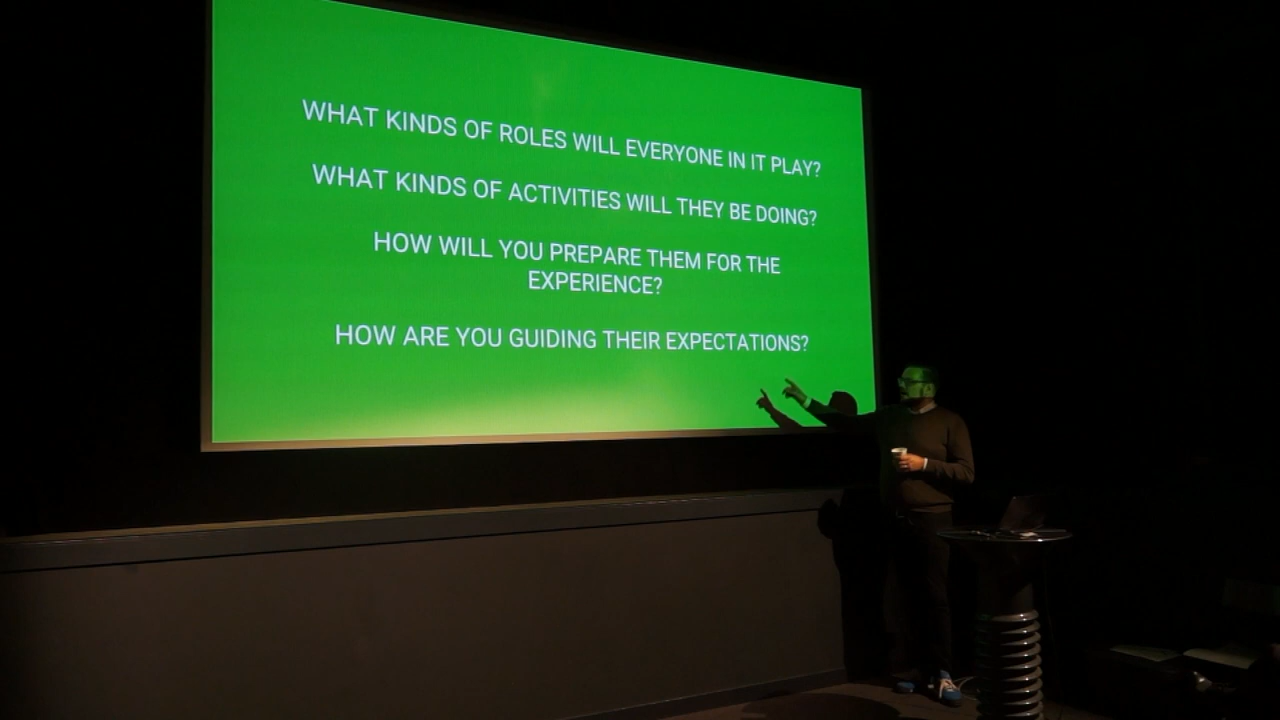 WHAT KINDS OF ROLES WILL EVERYONE IN IT PLAY?
WHAT KINDS OF ACTIVITIES WILL THEY BE DOING?
HOW WILL YOU PREPARE THEM FOR THE
EXPERIENCE?
HOW ARE YOU GUIDING THEIR EXPECTATIONS?